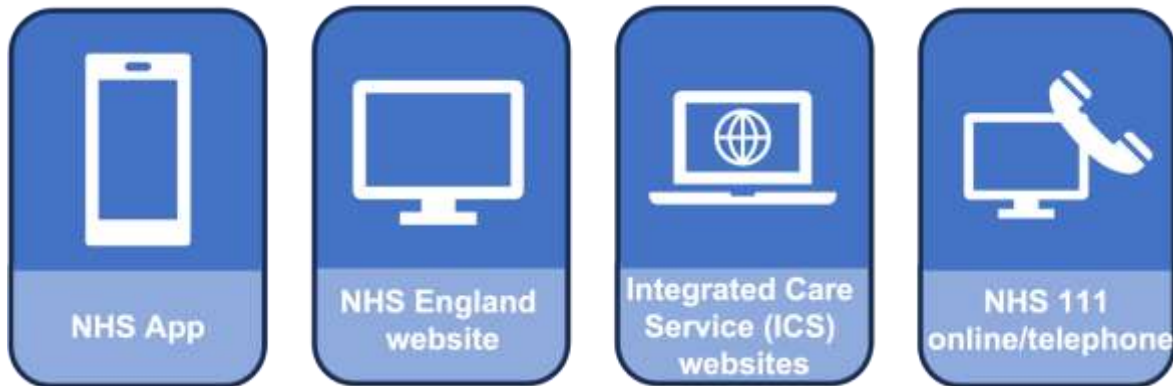 NHS App
NHS England
website
Integrated Care
Service (ICS)
websites
NHS 111
online/telephone